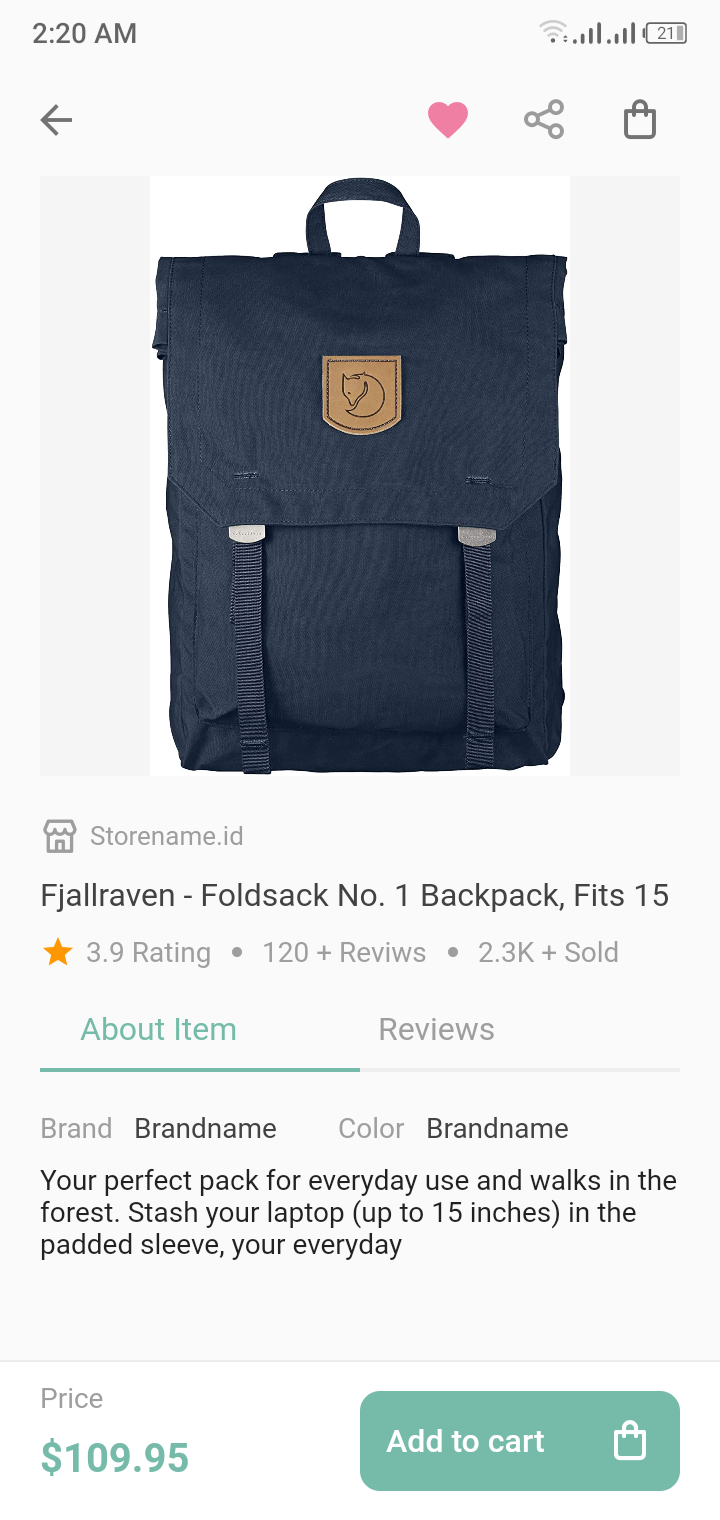 2:20 AM
21
Storename.id
Fjallraven - Foldsack No. 1 Backpack, Fits 15
3.9 Rating • 120 + Reviws • 2.3K + Sold
About Item Reviews
Brand Brandname Color Brandname
Your perfect pack for everyday use and walks in the
forest. Stash your laptop (up to 15 inches) in the
padded sleeve, your everyday
Price
$109.95
Add to cart